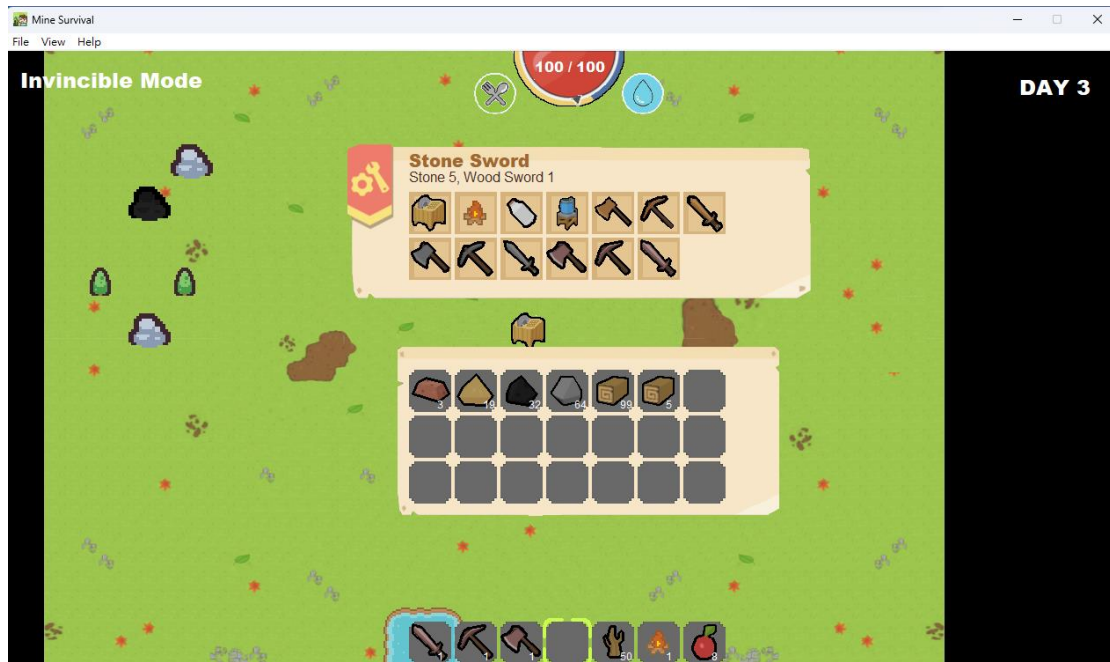 Mine Survival
File View Help
100 / 100
Invincible Mode
DAY 3
Stone Sword
Stone 5, Wood Sword 1
3 19 32 64 99 5
1 1 1 50 1 8